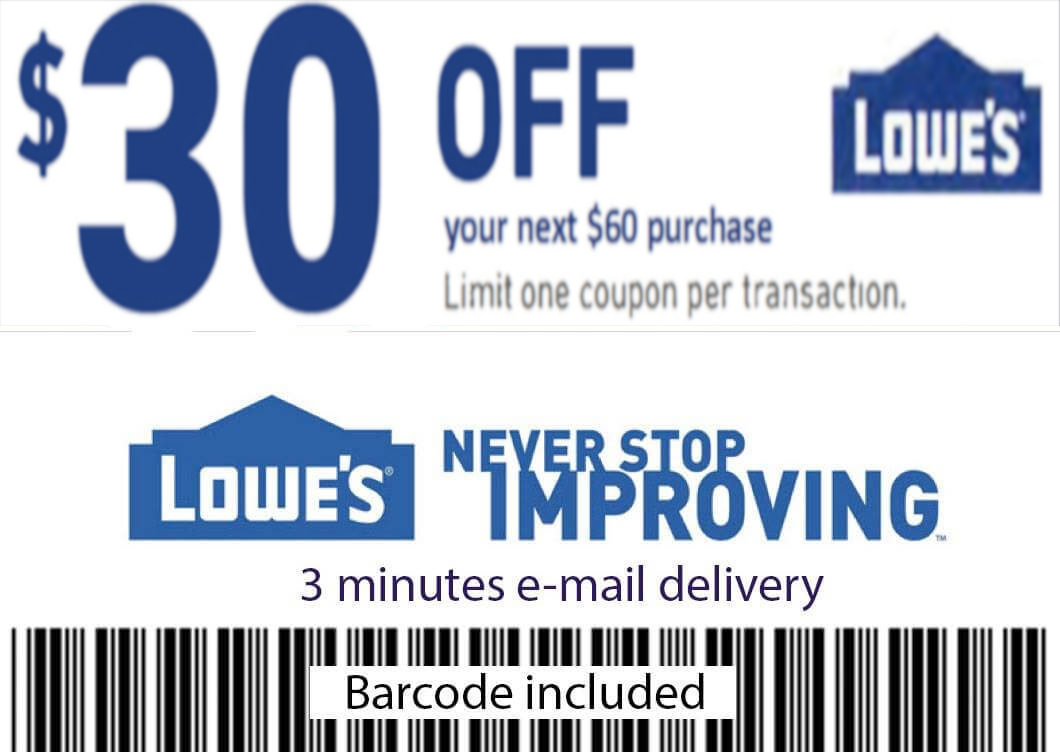 $30 OFF
LOWE'S
your next $60 purchase
Limit one coupon per transaction.
LOWE'S®
NEVER STOP
IMPROVING™
3 minutes e-mail delivery
Barcode included